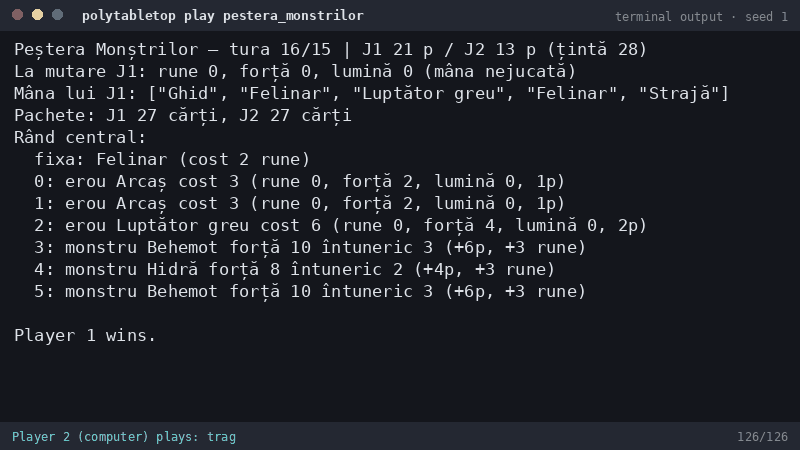 polytabletop play pestera_monstrilor
terminal output · seed 1
Peștera Monștrilor — tura 16/15 | J1 21 p / J2 13 p (țintă 28)
La mutare J1: rune 0, forță 0, lumină 0 (mâna nejucată)
Mâna lui J1: ["Ghid", "Felinar", "Luptător greu", "Felinar", "Strajă"]
Pachete: J1 27 cărți, J2 27 cărți
Rând central:
fixa: Felinar (cost 2 rune)
0: erou Arcaș cost 3 (rune 0, forță 2, lumină 0, 1p)
1: erou Arcaș cost 3 (rune 0, forță 2, lumină 0, 1p)
2: erou Luptător greu cost 6 (rune 0, forță 4, lumină 0, 2p)
3: monstru Behemot forță 10 întuneric 3 (+6p, +3 rune)
4: monstru Hidră forță 8 întuneric 2 (+4p, +3 rune)
5: monstru Behemot forță 10 întuneric 3 (+6p, +3 rune)
Player 1 wins.
Player 2 (computer) plays: trag
126/126